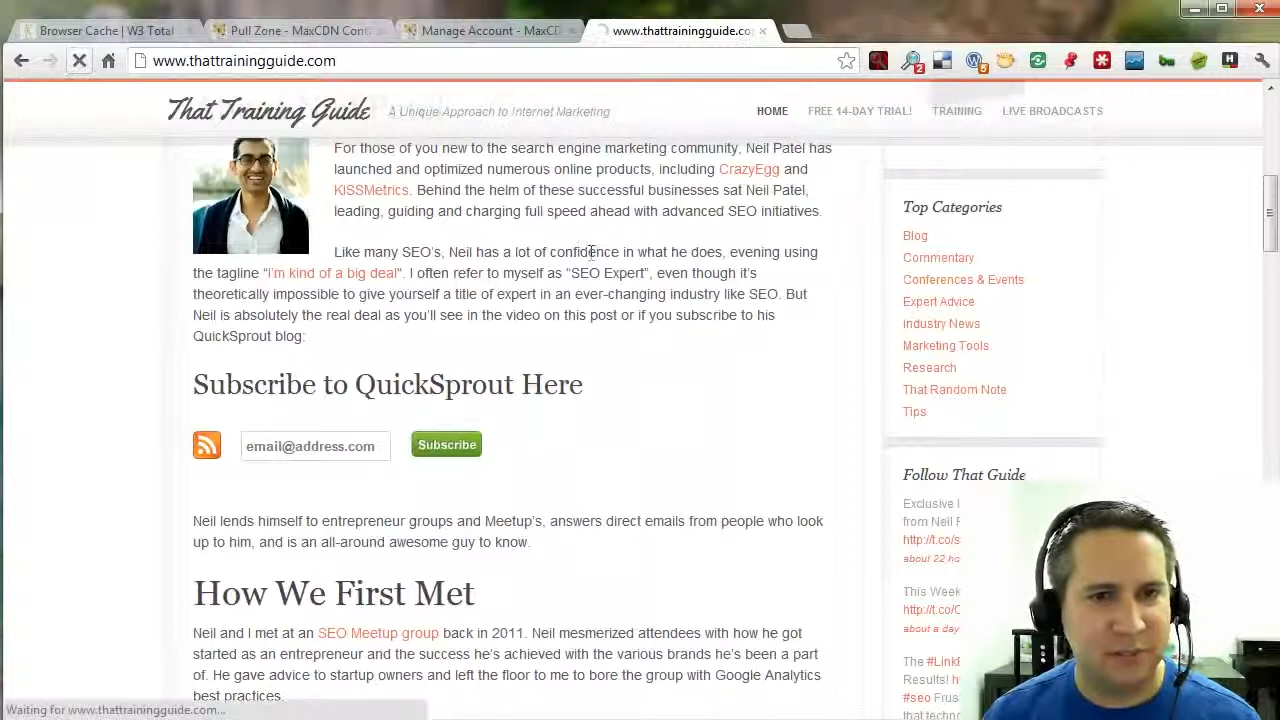 Browser Cache | W3 Total
Pull Zone - MaxCDN Con
Manage Account - MaxCD
www.thattrainingguide.co
www.thattrainingguide.com
That Training Guide
A Unique Approach to Internet Marketing
HOME
FREE 14-DAY TRIAL!
TRAINING
LIVE BROADCASTS
For those of you new to the search engine marketing community, Neil Patel has
launched and optimized numerous online products, including CrazyEgg and
KISSMetrics. Behind the helm of these successful businesses sat Neil Patel,
leading, guiding and charging full speed ahead with advanced SEO initiatives.
Like many SEO's, Neil has a lot of confidence in what he does, evening using
the tagline “I'm kind of a big deal“. I often refer to myself as “SEO Expert”, even though it's
theoretically impossible to give yourself a title of expert in an ever-changing industry like SEO. But
Neil is absolutely the real deal as you'll see in the video on this post or if you subscribe to his
QuickSprout blog:
Subscribe to QuickSprout Here
email@address.com
Subscribe
Neil lends himself to entrepreneur groups and Meetup's, answers direct emails from people who look
up to him, and is an all-around awesome guy to know.
How We First Met
Neil and I met at an SEO Meetup group back in 2011. Neil mesmerized attendees with how he got
started as an entrepreneur and the success he's achieved with the various brands he's been a part
of. He gave advice to startup owners and left the floor to me to bore the group with Google Analytics
best practices.
Top Categories
Blog
Commentary
Conferences & Events
Expert Advice
Industry News
Marketing Tools
Research
That Random Note
Tips
Follow That Guide
Exclusive
from Neil
http://t.co/s
about 22 ho
This Week
http://t.co/
about a day
The #Link
Results!
#seo Frus
that techno
2
5
Waiting for www.thattrainingguide.com...